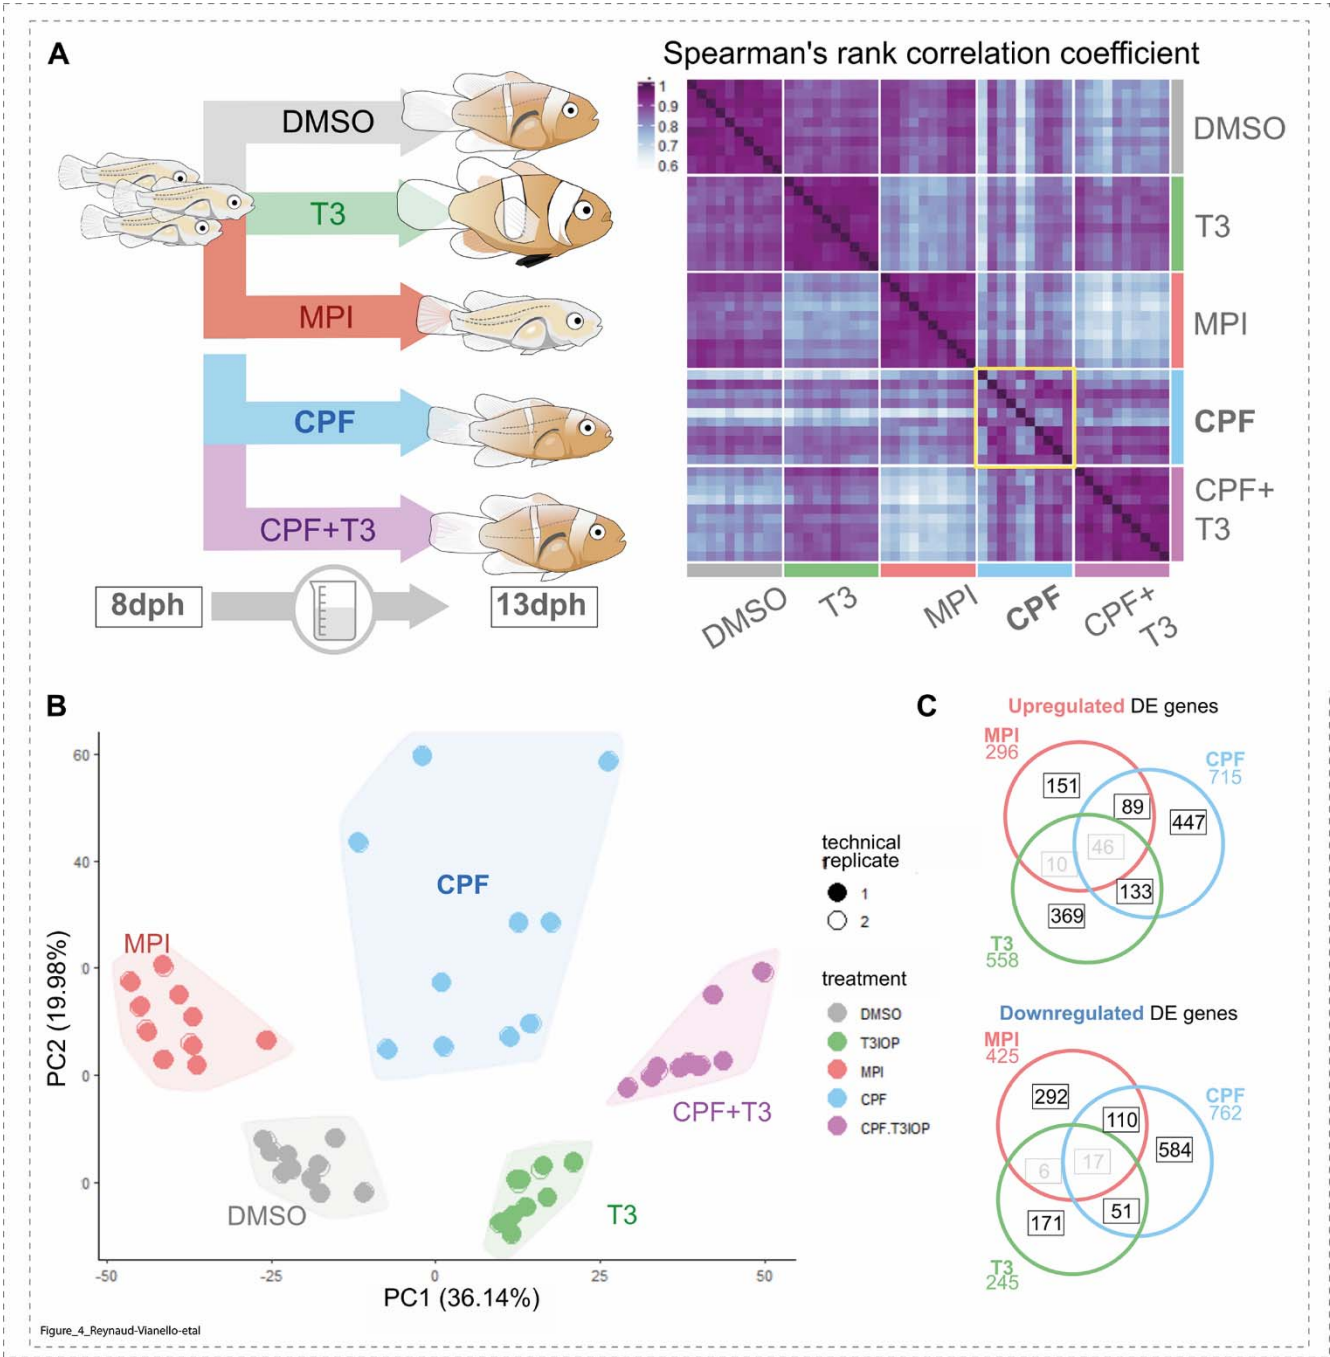 A
Spearman's rank correlation coefficient
DMSO
T3
MPI
CPF
CPF+T3
8dph
13dph
1
0.9
0.8
0.7
0.6
DMSO
T3
MPI
CPF
CPF+
T3
DMSO
T3
MPI
CPF
CPF+
T3
B
PC2 (19.98%)
60
40
0
0
0
MPI
CPF
CPF+T3
DMSO
T3
-50
-25
0
25
50
PC1 (36.14%)
technical
replicate
1
2
treatment
DMSO
T3IOP
MPI
CPF
CPF.T3IOP
C
Upregulated DE genes
MPI
296
CPF
715
151
89
447
46
10
133
369
T3
558
Downregulated DE genes
MPI
425
CPF
762
292
110
584
17
6
51
171
T3
245
Figure_4_Reynaud-Vianello-etal